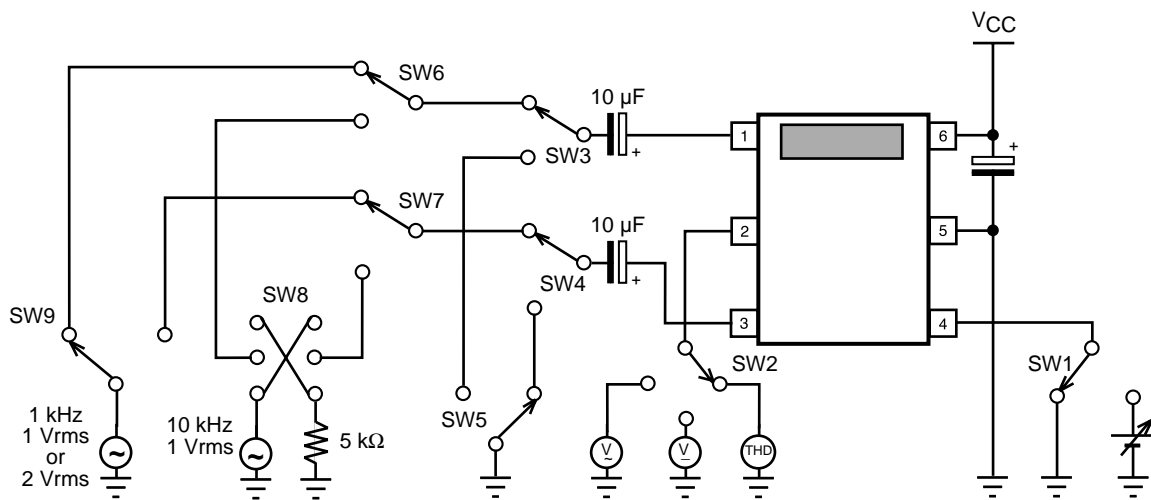 VCC
SW6
10 µF
1
6
+
+
SW3
SW7
10 µF
2
5
+
SW4
SW8
SW9
3
4
SW2
SW1
SW5
1 kHz
1 Vrms
or
2 Vrms
10 kHz
1 Vrms
5 kΩ
~
~
V
~
V
–
THD